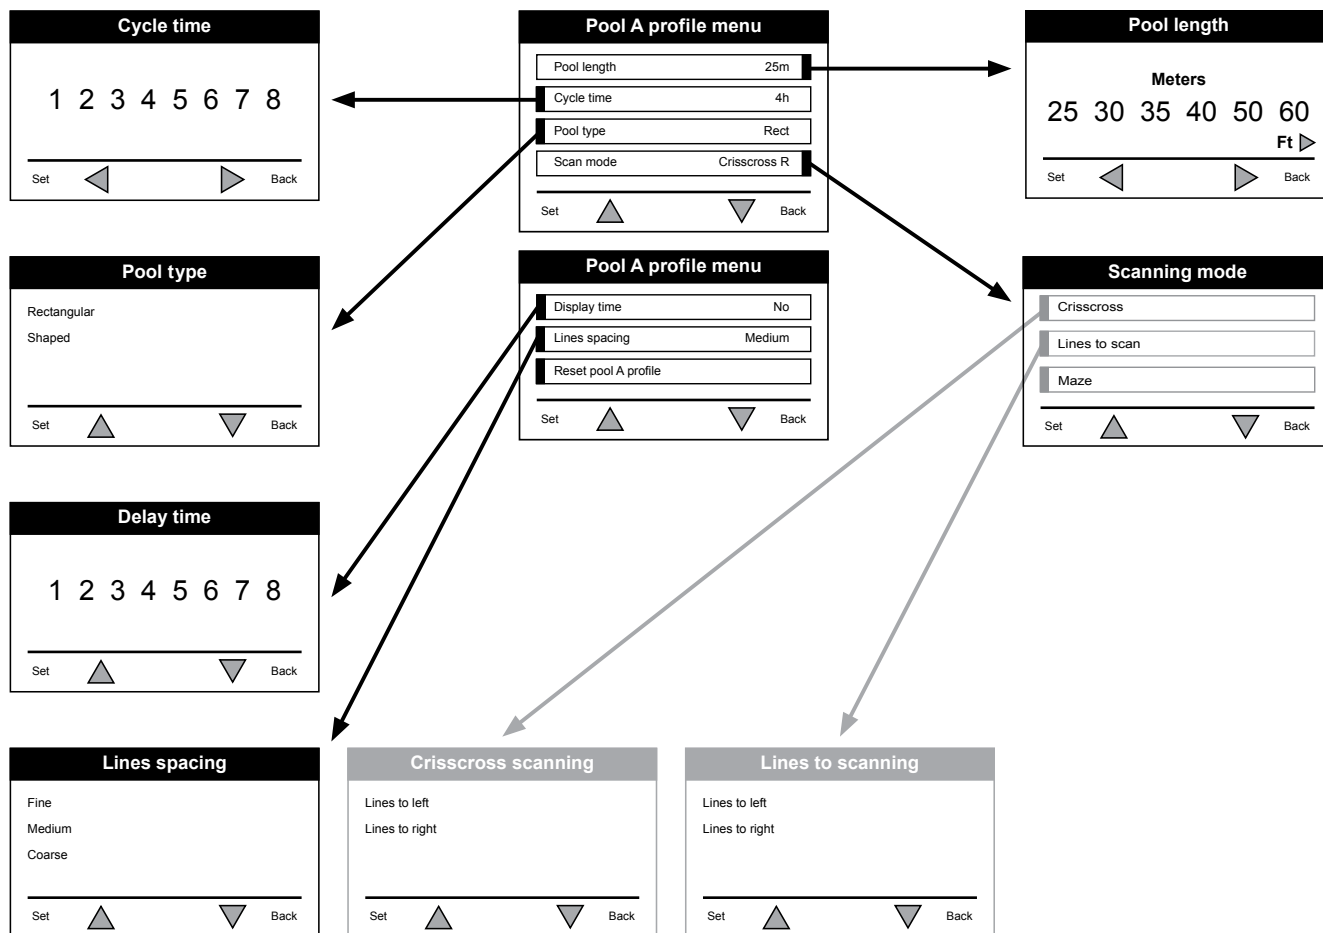 Cycle time
1 2 3 4 5 6 7 8
Set Back
Pool A profile menu
Pool length 25m
Cycle time 4h
Pool type Rect
Scan mode Crisscross R
Set Back
Pool length
Meters
25 30 35 40 50 60
Ft
Set Back
Pool type
Rectangular
Shaped
Set Back
Pool A profile menu
Display time No
Lines spacing Medium
Reset pool A profile
Set Back
Scanning mode
Crisscross
Lines to scan
Maze
Set Back
Delay time
1 2 3 4 5 6 7 8
Set Back
Lines spacing
Fine
Medium
Coarse
Set Back
Crisscross scanning
Lines to left
Lines to right
Set Back
Lines to scanning
Lines to left
Lines to right
Set Back